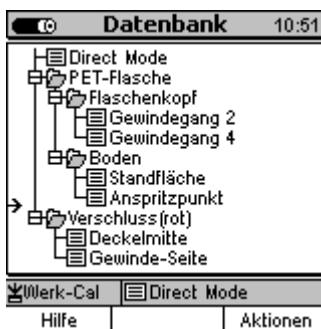 Datenbank 10:51
Direct Mode
PET-Flasche
Flaschenkopf
Gewindegang 2
Gewindegang 4
Boden
Standfläche
Anspritzpunkt
Verschluss(rot)
Deckelmitte
Gewinde-Seite
Werk-Cal Direct Mode
Hilfe Aktionen